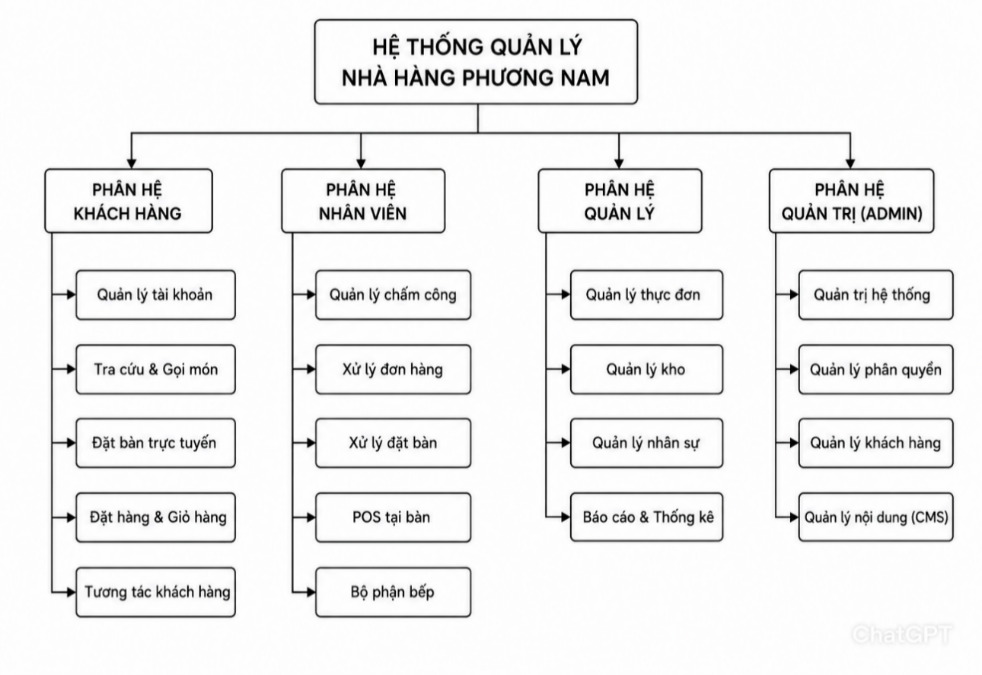 HỆ THỐNG QUẢN LÝ
NHÀ HÀNG PHƯƠNG NAM
PHÂN HỆ
KHÁCH HÀNG
Quản lý tài khoản
Tra cứu & Gọi món
Đặt bàn trực tuyến
Đặt hàng & Giỏ hàng
Tương tác khách hàng
PHÂN HỆ
NHÂN VIÊN
Quản lý chấm công
Xử lý đơn hàng
Xử lý đặt bàn
POS tại bàn
Bộ phận bếp
PHÂN HỆ
QUẢN LÝ
Quản lý thực đơn
Quản lý kho
Quản lý nhân sự
Báo cáo & Thống kê
PHÂN HỆ
QUẢN TRỊ (ADMIN)
Quản trị hệ thống
Quản lý phân quyền
Quản lý khách hàng
Quản lý nội dung (CMS)
ChatGPT